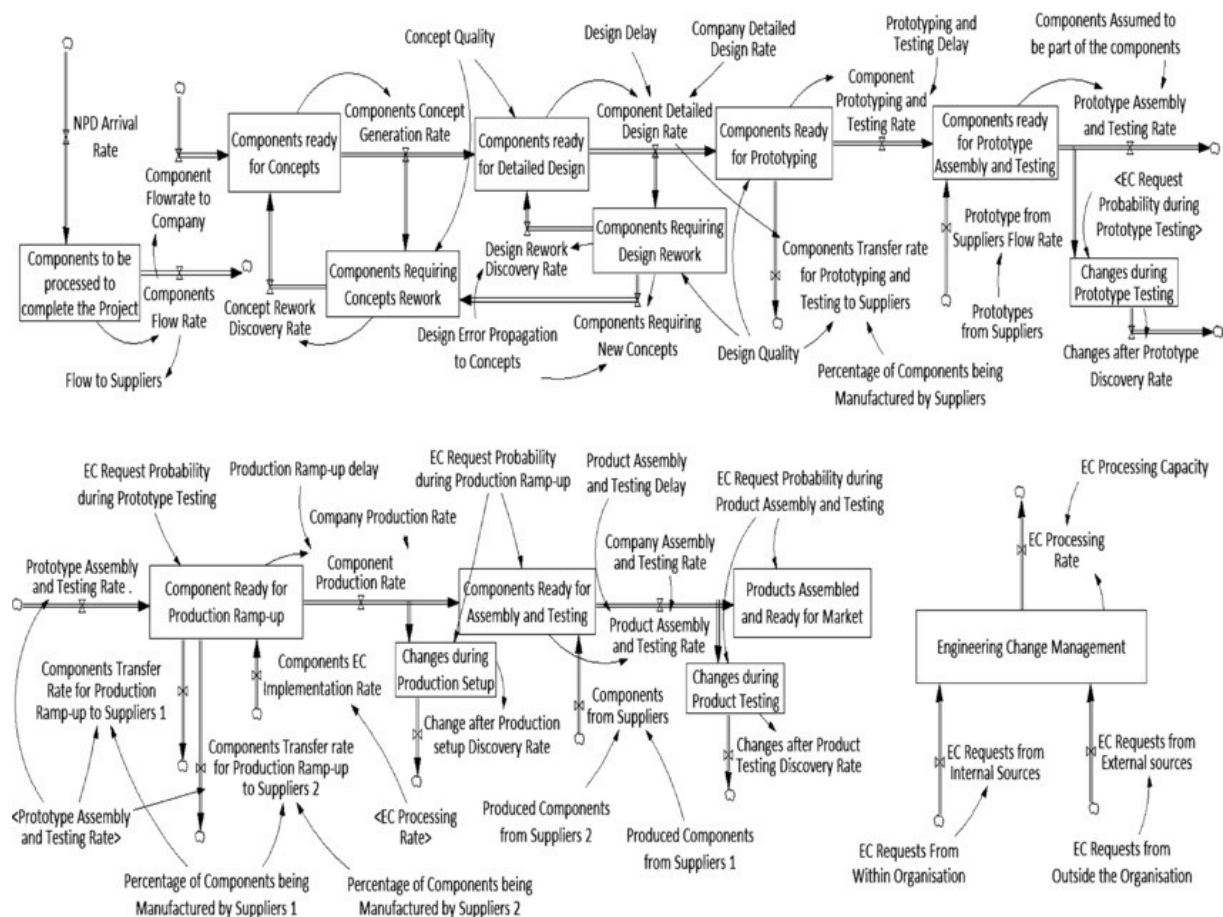 Concept Quality
Design Delay
Company Detailed
Design Rate
Prototyping and
Testing Delay
Components Assumed to
be part of the components
NPD Arrival
Rate
Components ready
for Concepts
Components Concept
Generation Rate
Components ready
for Detailed Design
Component Detailed
Design Rate
Components Ready
for Prototyping
Component
Prototyping and
Testing Rate
Components ready
for Prototype
Assembly and Testing
Prototype Assembly
and Testing Rate
Component
Flowrate to
Company
<EC Request
Probability during
Prototype Testing>
Components to be
processed to
complete the Project
Components
Flow Rate
Concept Rework
Discovery Rate
Components Requiring
Concepts Rework
Design Rework
Discovery Rate
Components Requiring
Design Rework
Components Transfer rate
for Prototyping and
Testing to Suppliers
Prototype from
Suppliers Flow Rate
Changes during
Prototype Testing
Flow to Suppliers
Design Error Propagation
to Concepts
Components Requiring
New Concepts
Design Quality
Prototypes
from Suppliers
Percentage of Components being
Manufactured by Suppliers
Changes after Prototype
Discovery Rate
EC Request Probability
during Prototype Testing
Production Ramp-up delay
EC Request Probability
during Production Ramp-up
Product Assembly
and Testing Delay
EC Request Probability during
Product Assembly and Testing
EC Processing Capacity
Company Production Rate
Prototype Assembly
and Testing Rate .
Component Ready for
Production Ramp-up
Component
Production Rate
Components Ready for
Assembly and Testing
Company Assembly
and Testing Rate
Products Assembled
and Ready for Market
EC Processing
Rate
Product Assembly
and Testing Rate
Engineering Change Management
Components Transfer
Rate for Production
Ramp-up to Suppliers 1
Components EC
Implementation Rate
Changes during
Production Setup
Changes during
Product Testing
Components
from Suppliers
Change after Production
setup Discovery Rate
Components Transfer rate
for Production Ramp-up
to Suppliers 2
Changes after Product
Testing Discovery Rate
EC Requests from
Internal Sources
EC Requests from
External sources
<Prototype Assembly
and Testing Rate>
<EC Processing
Rate>
Produced Components
from Suppliers 2
Produced Components
from Suppliers 1
Percentage of Components being
Manufactured by Suppliers 1
Percentage of Components being
Manufactured by Suppliers 2
EC Requests From
Within Organisation
EC Requests from
Outside the Organisation